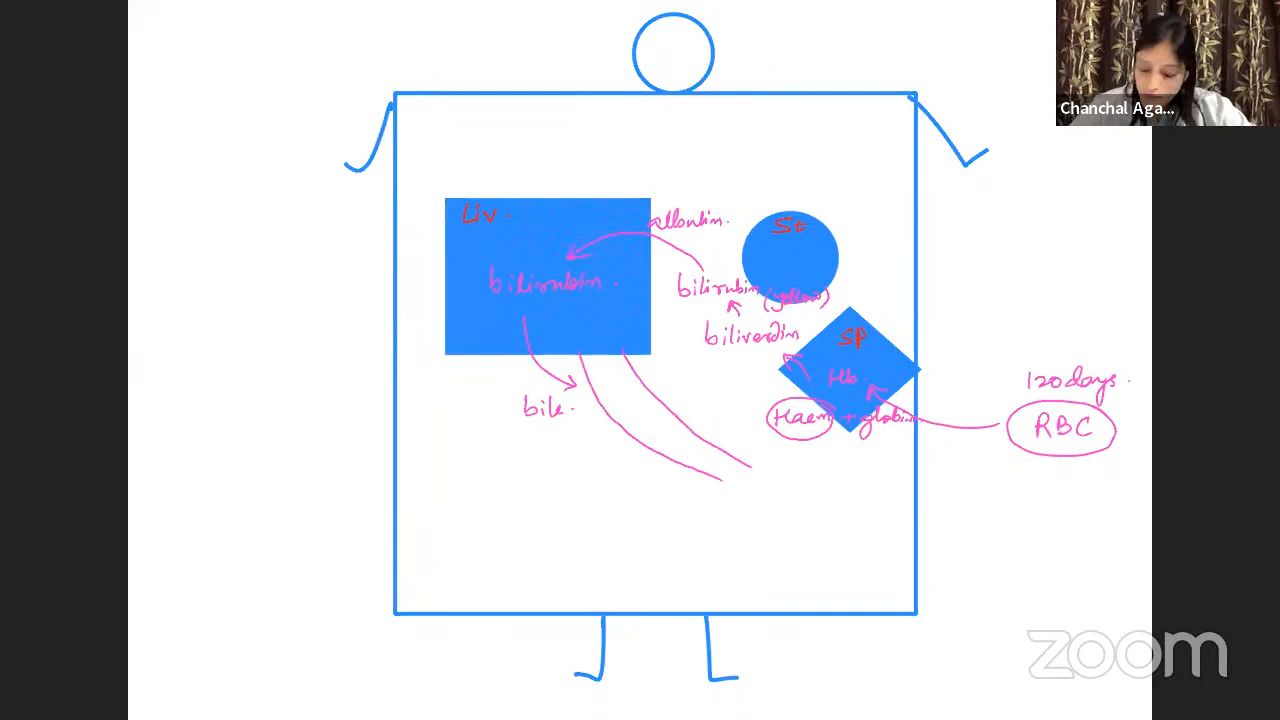 Chanchal Aga...
Liv.
albumin.
St
bilirubin.
bilirubin (yellow)
biliverdin
SP
Hb.
120 days.
bile.
Haem + globin
RBC
zoom